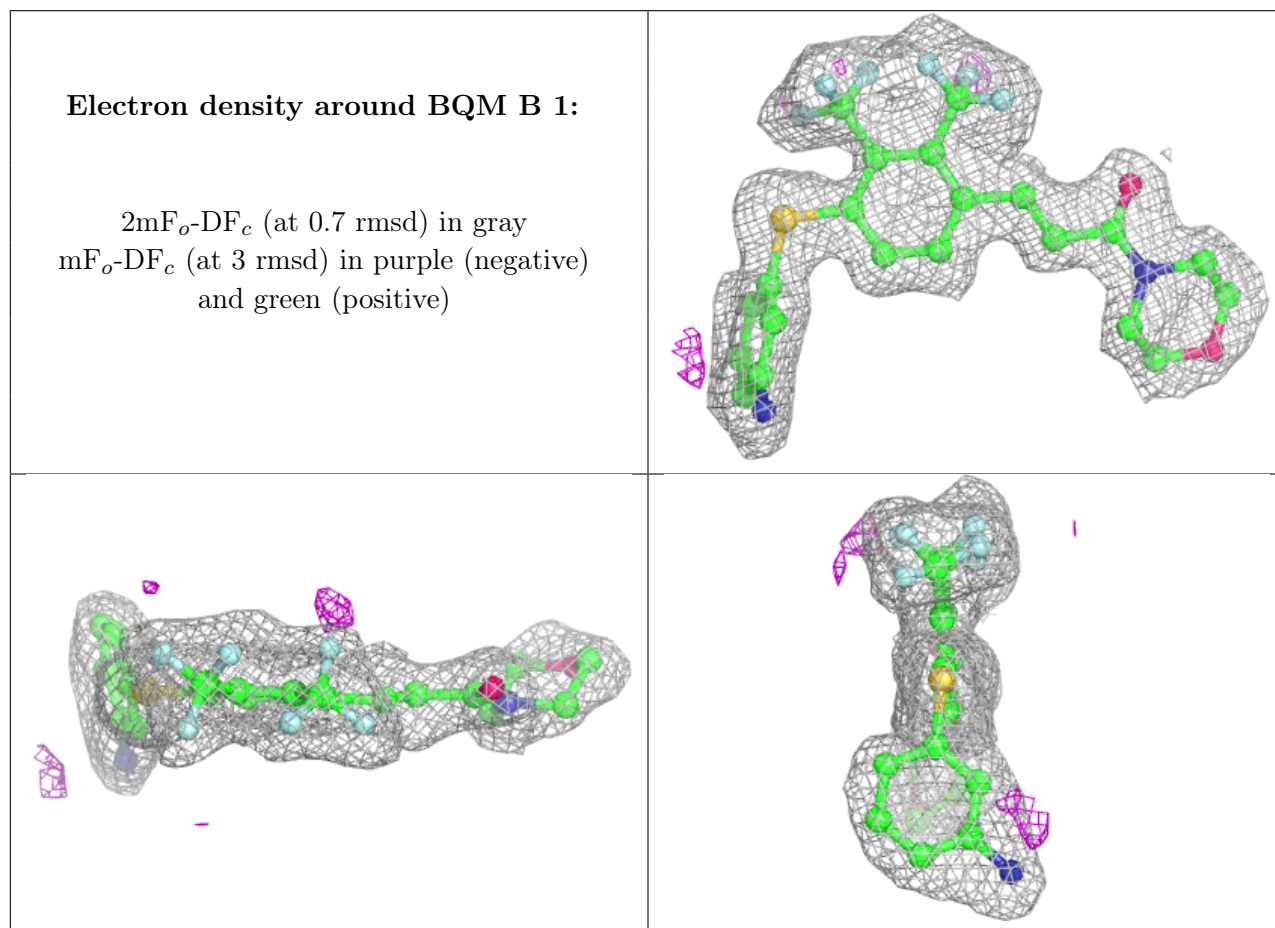 Electron density around BQM B 1:
2mFo-DFc (at 0.7 rmsd) in gray
mFo-DFc (at 3 rmsd) in purple (negative)
and green (positive)